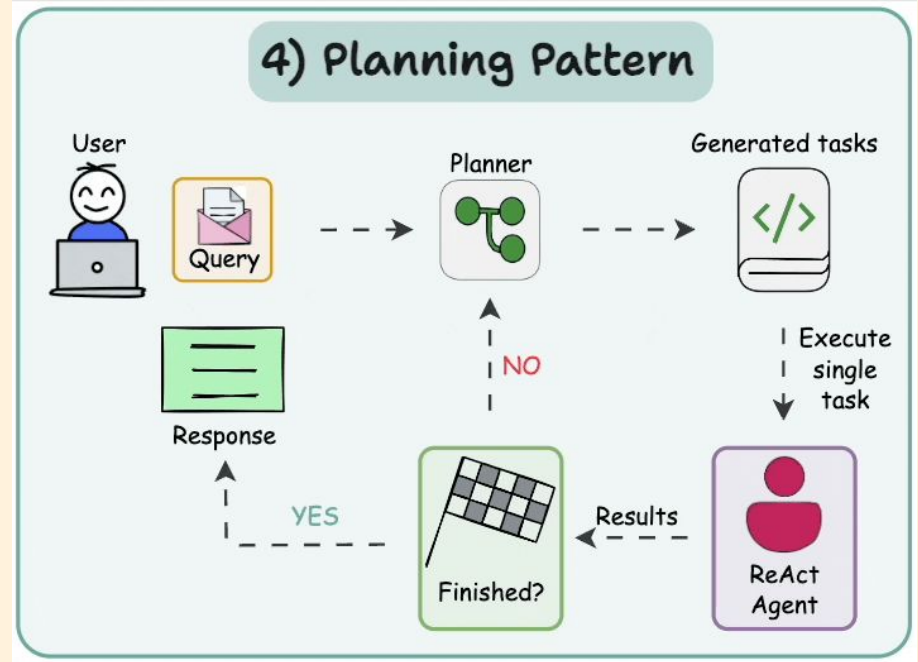 4) Planning Pattern
User
Query
Planner
Generated tasks
Execute
single
task
NO
Response
YES
Finished?
Results
ReAct
Agent